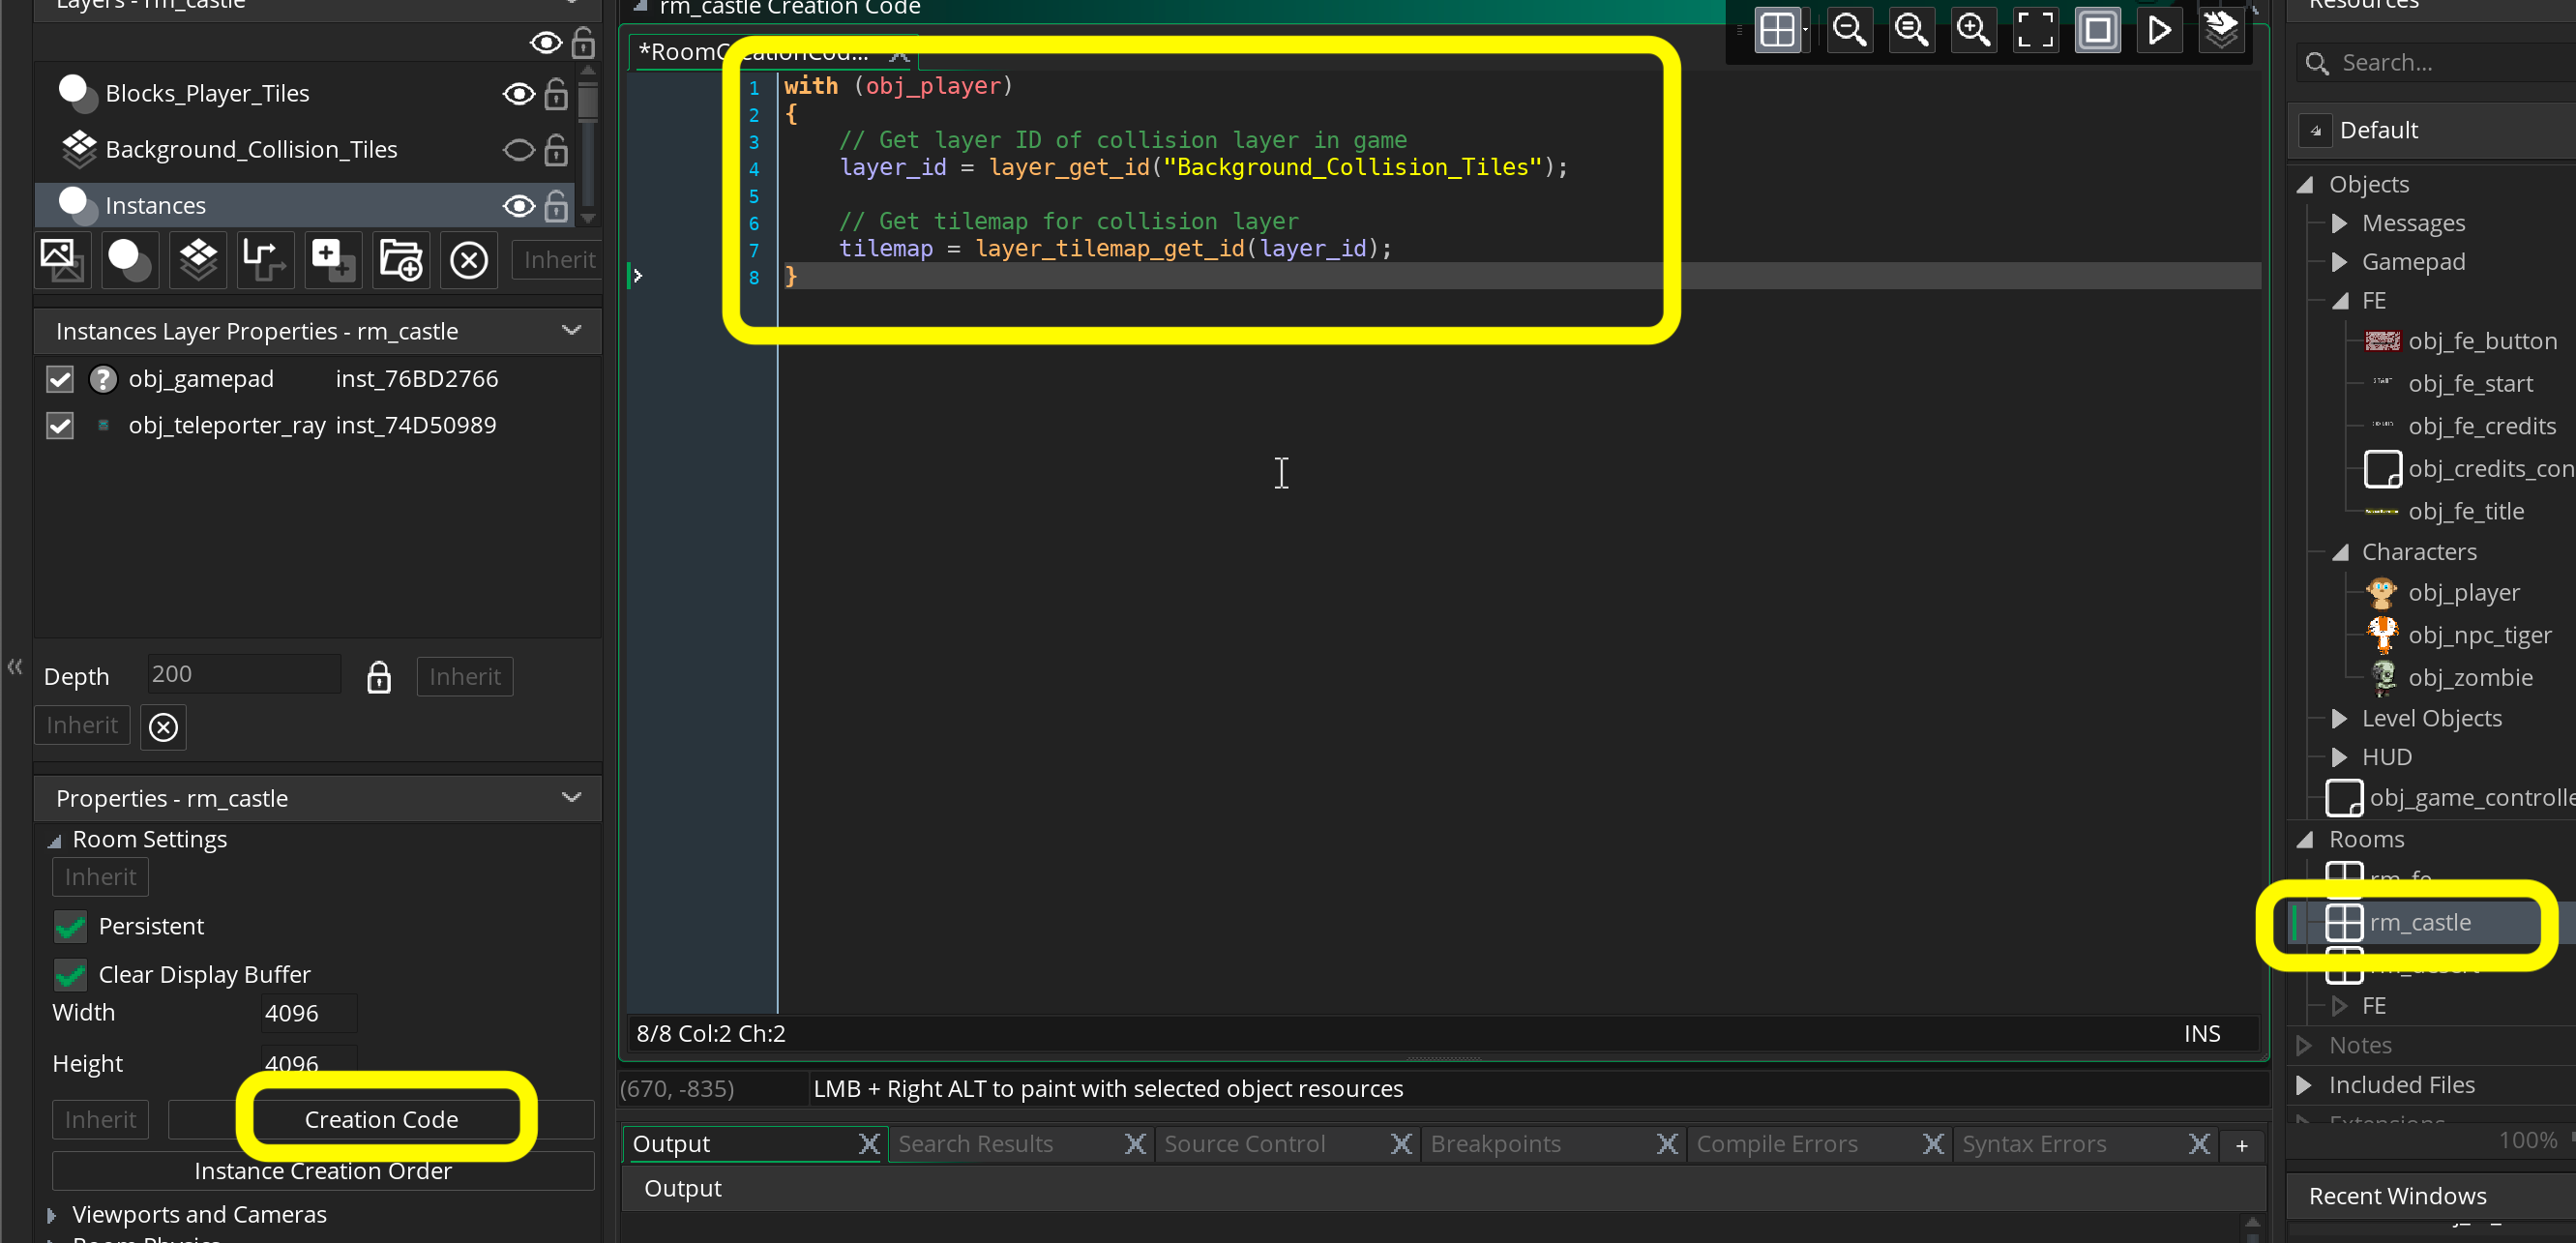 Layers - rm_castle
Blocks_Player_Tiles
Background_Collision_Tiles
Instances
Inherit
Instances Layer Properties - rm_castle
obj_gamepad inst_76BD2766
obj_teleporter_ray inst_74D50989
Depth 200 Inherit
Inherit
Properties - rm_castle
Room Settings
Inherit
Persistent
Clear Display Buffer
Width 4096
Height 4096
Inherit Creation Code
Instance Creation Order
Viewports and Cameras
Room Physics
rm_castle Creation Code
*RoomCreationCod...
1 with (obj_player)
2 {
3 // Get layer ID of collision layer in game
4 layer_id = layer_get_id("Background_Collision_Tiles");
5
6 // Get tilemap for collision layer
7 tilemap = layer_tilemap_get_id(layer_id);
8 }
8/8 Col:2 Ch:2 INS
(670, -835) LMB + Right ALT to paint with selected object resources
Output Search Results Source Control Breakpoints Compile Errors Syntax Errors +
Output
Resources
Search...
Default
Objects
Messages
Gamepad
FE
obj_fe_button
obj_fe_start
obj_fe_credits
obj_credits_con
obj_fe_title
Characters
obj_player
obj_npc_tiger
obj_zombie
Level Objects
HUD
obj_game_controlle
Rooms
rm_fe
rm_castle
rm_desert
FE
Notes
Included Files
Extensions
100%
Recent Windows